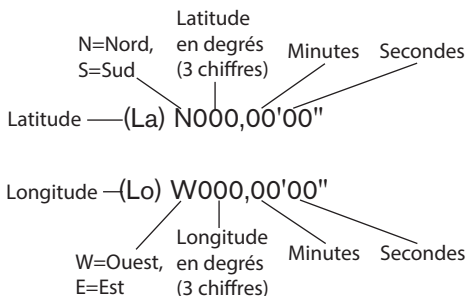 N=Nord,
S=Sud
Latitude
en degrés
(3 chiffres)
Minutes
Secondes
Latitude
(La) N000,00'00"
Longitude
(Lo) W000,00'00"
W=Ouest,
E=Est
Longitude
en degrés
(3 chiffres)
Minutes
Secondes